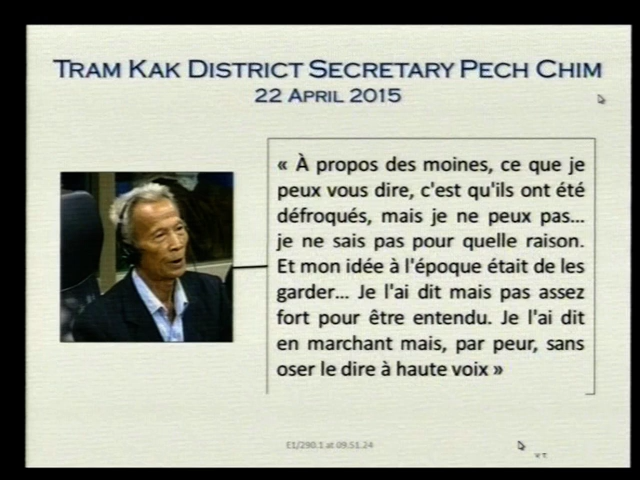 TRAM KAK DISTRICT SECRETARY PECH CHIM
22 APRIL 2015
« À propos des moines, ce que je
peux vous dire, c'est qu'ils ont été
défroqués, mais je ne peux pas...
je ne sais pas pour quelle raison.
Et mon idée à l'époque était de les
garder... Je l'ai dit mais pas assez
fort pour être entendu. Je l'ai dit
en marchant mais, par peur, sans
oser le dire à haute voix »
E1/290.1 at 09.51.24